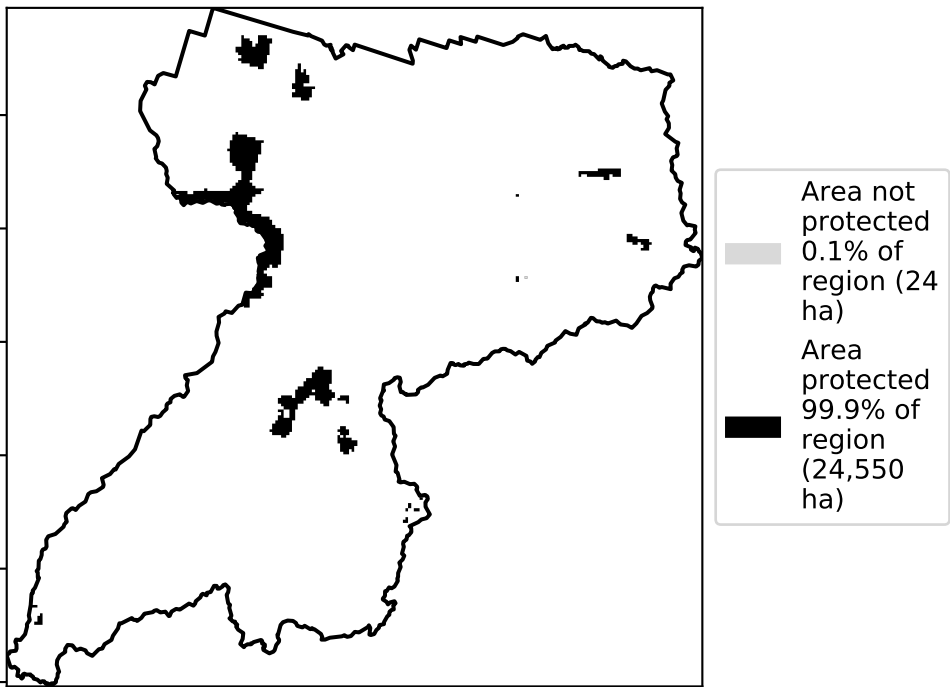 Area not
protected
0.1% of
region (24
ha)
Area
protected
99.9% of
region
(24,550
ha)